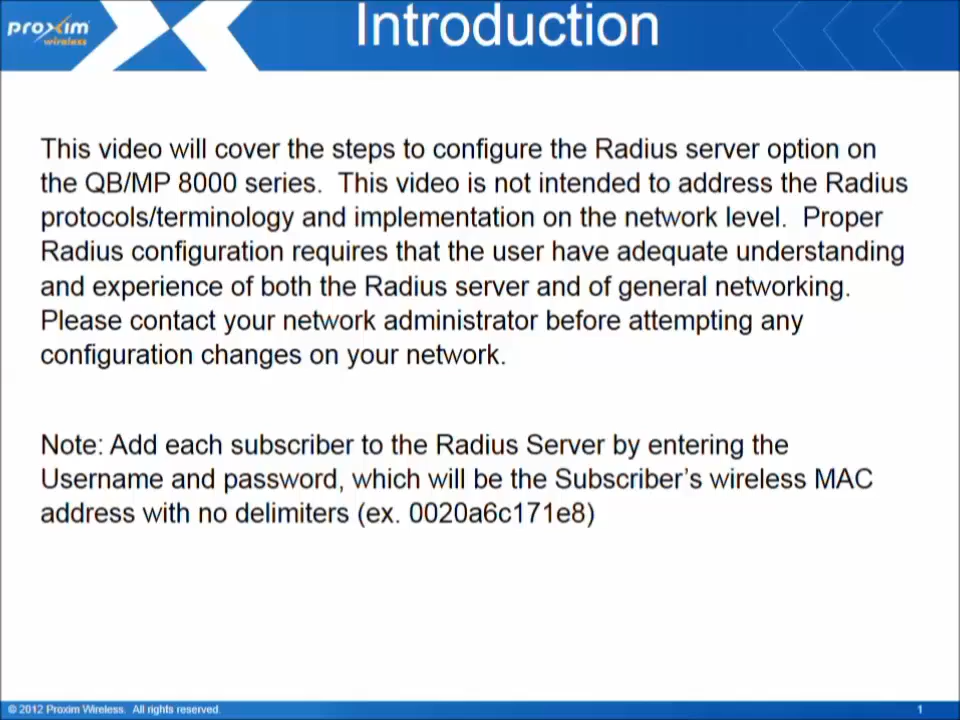 proxim
wireless
Introduction
This video will cover the steps to configure the Radius server option on
the QB/MP 8000 series.  This video is not intended to address the Radius
protocols/terminology and implementation on the network level.  Proper
Radius configuration requires that the user have adequate understanding
and experience of both the Radius server and of general networking.
Please contact your network administrator before attempting any
configuration changes on your network.
Note: Add each subscriber to the Radius Server by entering the
Username and password, which will be the Subscriber’s wireless MAC
address with no delimiters (ex. 0020a6c171e8)
© 2012 Proxim Wireless.  All rights reserved.
1